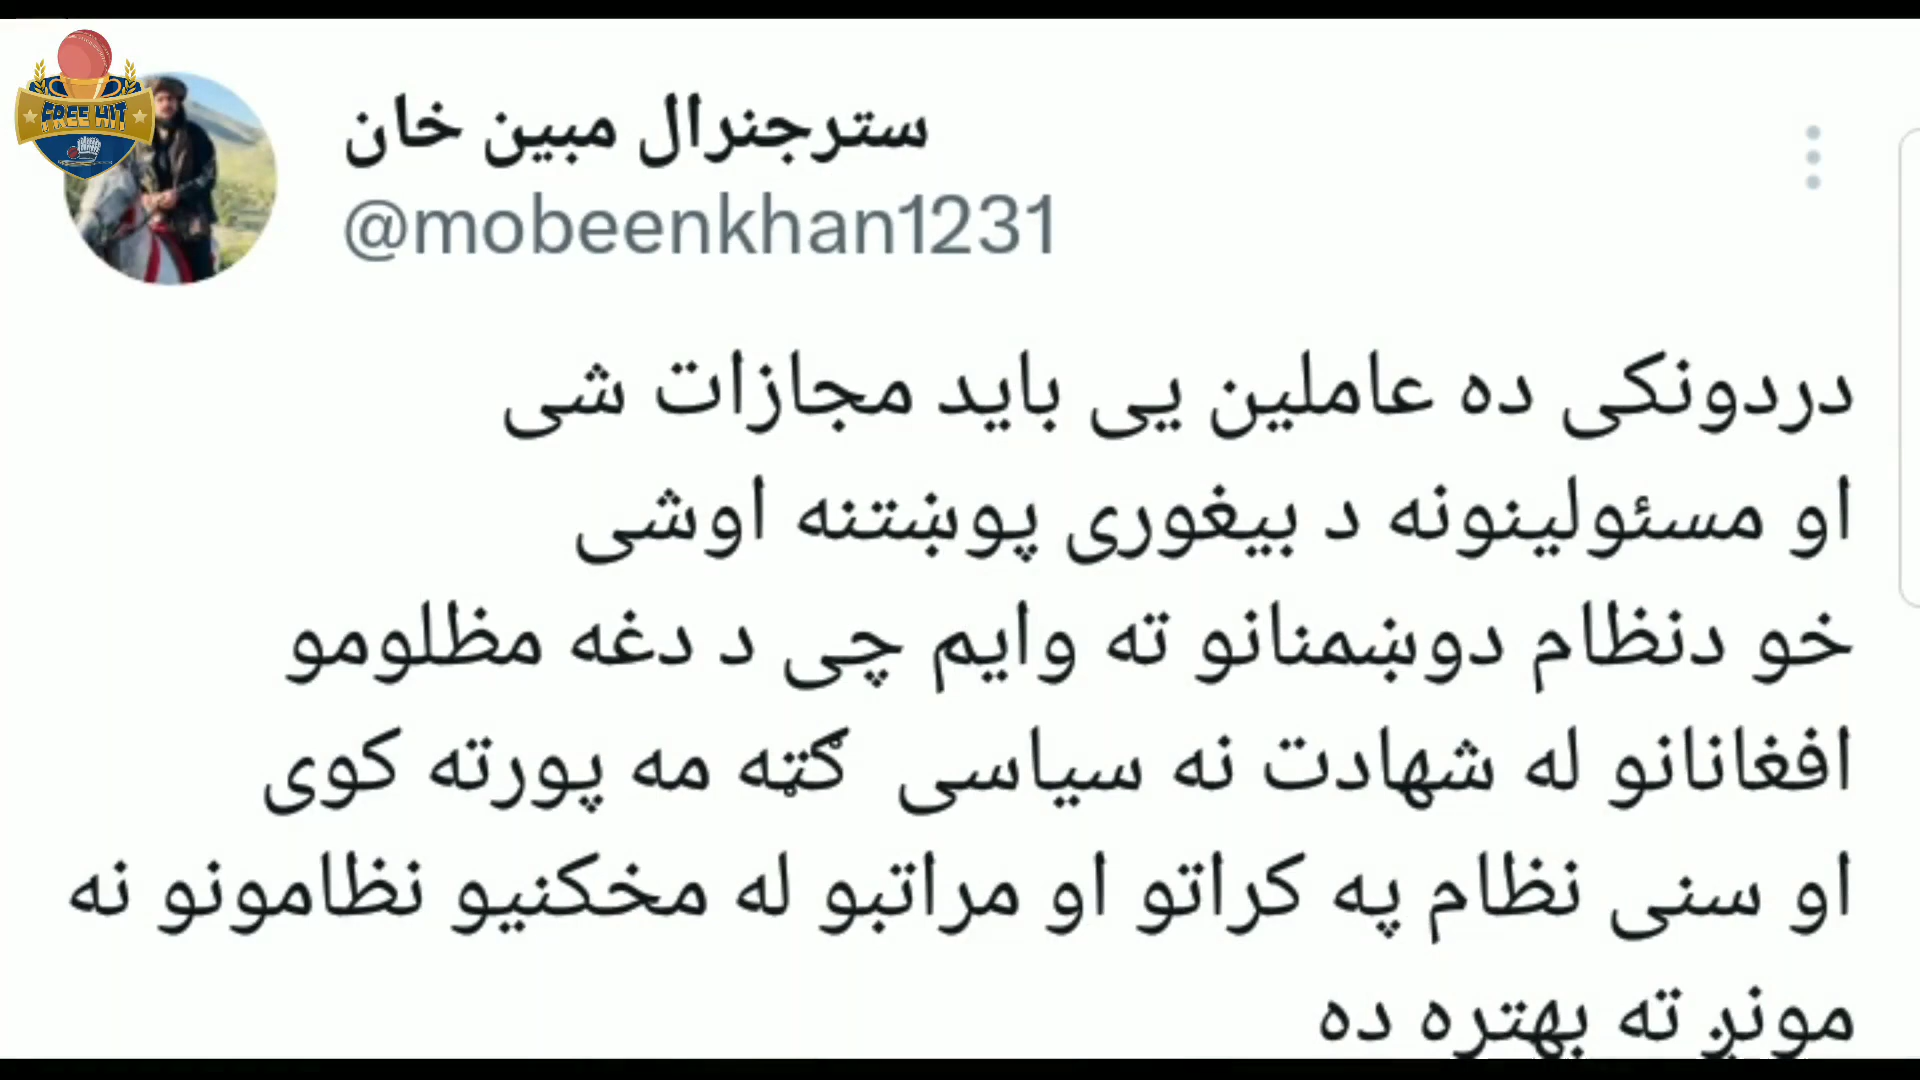 FREE HIT
سترجنرال مبین خان
@mobeenkhan1231
دردونکی ده عاملین یی باید مجازات شی
او مسئولینونه د بیغوری پوښتنه اوشی
خو دنظام دوښمنانو ته وایم چی د دغه مظلومو
افغانانو له شهادت نه سیاسی ګټه مه پورته کوی
او سنی نظام په کراتو او مراتبو له مخکنیو نظامونو نه
مونږ ته بهتره ده